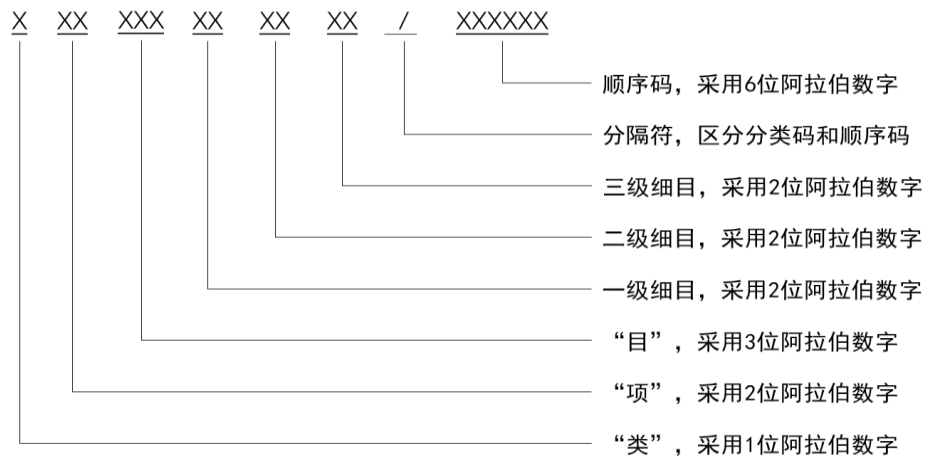 X XX XXX XX XX XX / XXXXXX
顺序码，采用6位阿拉伯数字
分隔符，区分分类码和顺序码
三级细目，采用2位阿拉伯数字
二级细目，采用2位阿拉伯数字
一级细目，采用2位阿拉伯数字
“目”，采用3位阿拉伯数字
“项”，采用2位阿拉伯数字
“类”，采用1位阿拉伯数字